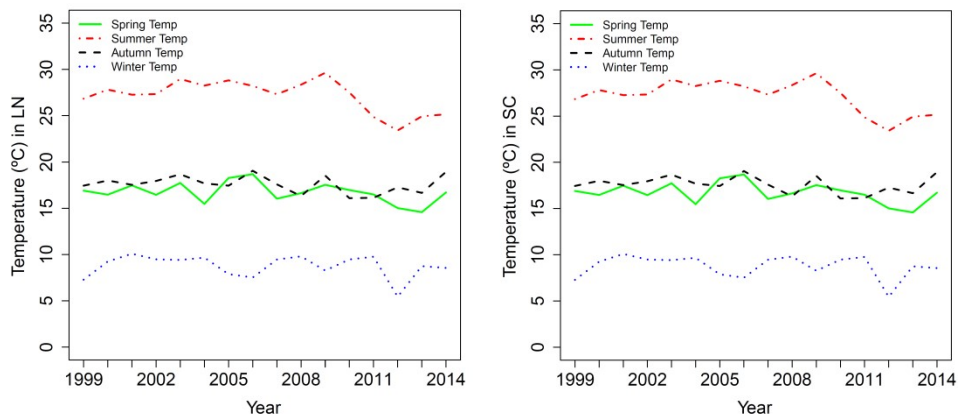 Temperature (ºC) in LN
35
30
25
20
15
10
5
0
Spring Temp
Summer Temp
Autumn Temp
Winter Temp
1999 2002 2005 2008 2011 2014
Year
Temperature (ºC) in SC
35
30
25
20
15
10
5
0
Spring Temp
Summer Temp
Autumn Temp
Winter Temp
1999 2002 2005 2008 2011 2014
Year